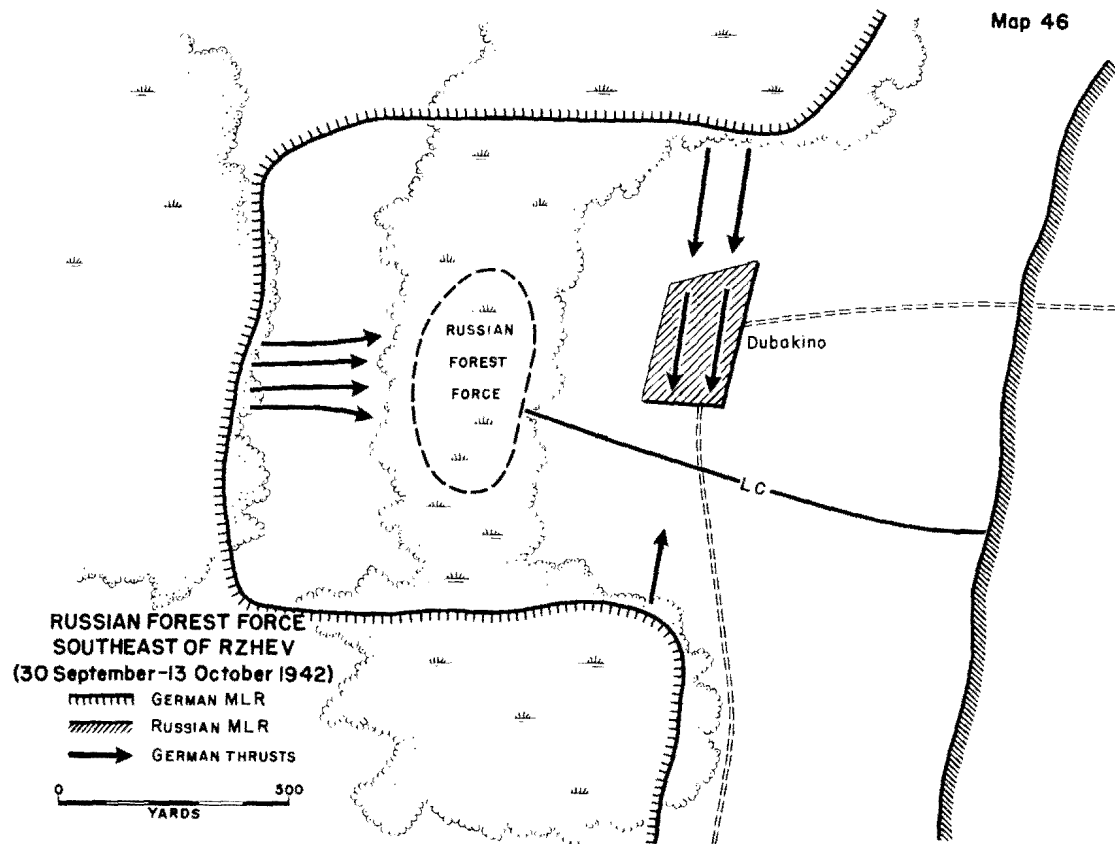 Map 46
RUSSIAN
FOREST
FORCE
Dubakino
LC
RUSSIAN FOREST FORCE
SOUTHEAST OF RZHEV
(30 September-13 October 1942)
GERMAN MLR
RUSSIAN MLR
GERMAN THRUSTS
0 500
YARDS